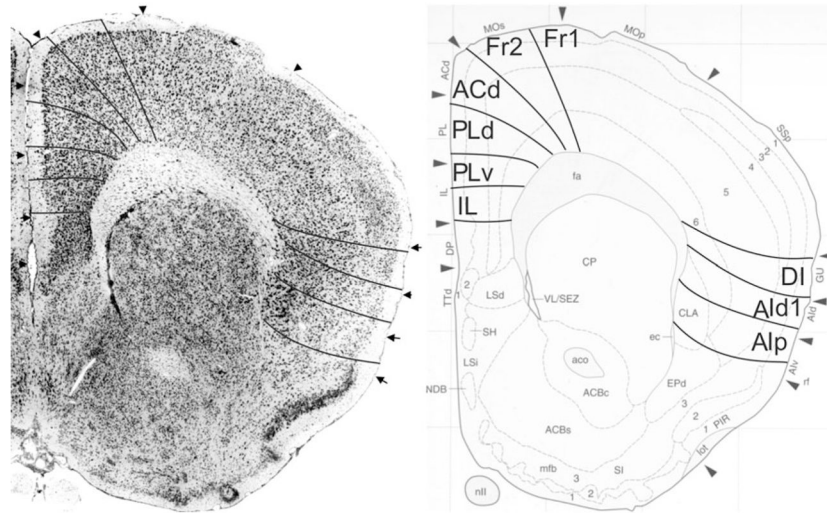 MOs
Fr2
Fr1
MOp
ACd
ACd
PL
PLd
SSp
1
2
3
4
5
6
PLv
fa
IL
IL
DP
CP
DI
GU
TTd
1
2
LSd
VL/SEZ
CLA
AId1
AId
SH
ec
AIp
AIv
LSi
aco
rf
NDB
ACBc
EPd
3
2
1
PIR
ACBs
lot
mfb
3
SI
nII
1
2